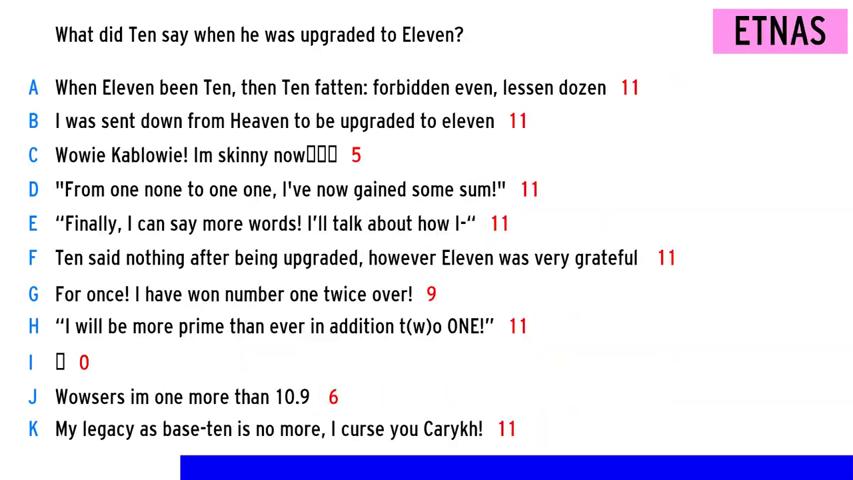 What did Ten say when he was upgraded to Eleven?
ETNAS
A When Eleven been Ten, then Ten fatten: forbidden even, lessen dozen 11
B I was sent down from Heaven to be upgraded to eleven 11
C Wowie Kablowie! Im skinny now▯▯▯ 5
D "From one none to one one, I've now gained some sum!" 11
E “Finally, I can say more words! I’ll talk about how I-“ 11
F Ten said nothing after being upgraded, however Eleven was very grateful 11
G For once! I have won number one twice over! 9
H “I will be more prime than ever in addition t(w)o ONE!” 11
I ▯ 0
J Wowsers im one more than 10.9 6
K My legacy as base-ten is no more, I curse you Carykh! 11